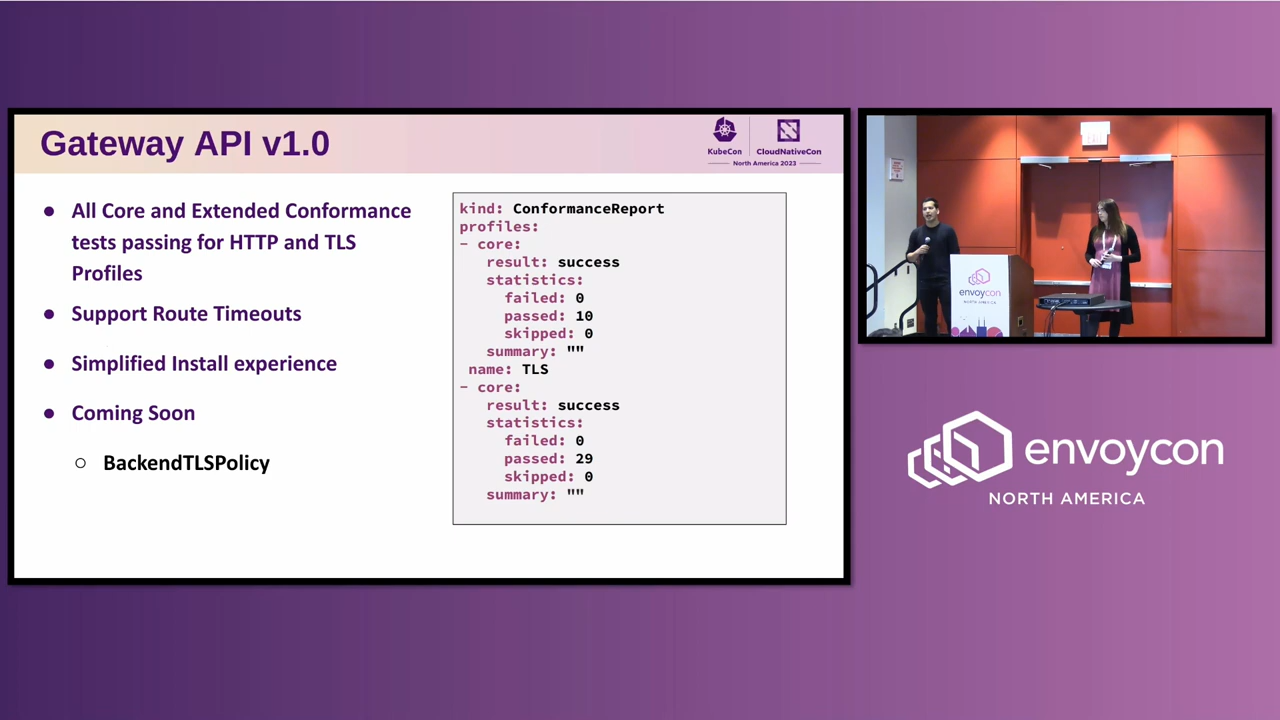 Gateway API v1.0
KubeCon
CloudNativeCon
North America 2023
● All Core and Extended Conformance
tests passing for HTTP and TLS
Profiles
● Support Route Timeouts
● Simplified Install experience
● Coming Soon
○ BackendTLSPolicy
kind: ConformanceReport
profiles:
- core:
result: success
statistics:
failed: 0
passed: 10
skipped: 0
summary: ""
name: TLS
- core:
result: success
statistics:
failed: 0
passed: 29
skipped: 0
summary: ""
envoycon
NORTH AMERICA
envoycon
NORTH AMERICA